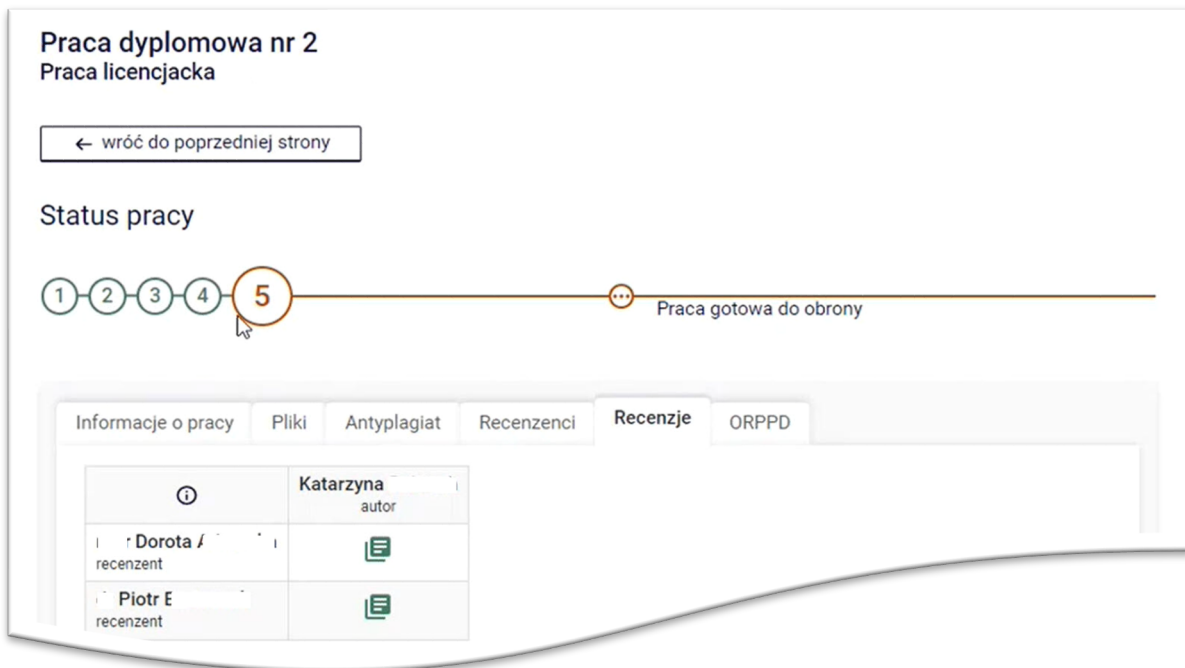 Praca dyplomowa nr 2
Praca licencjacka
← wróć do poprzedniej strony
Status pracy
1 2 3 4 5
Praca gotowa do obrony
Informacje o pracy Pliki Antyplagiat Recenzenci Recenzje ORPPD
Katarzyna
autor
Dorota
recenzent
Piotr
recenzent